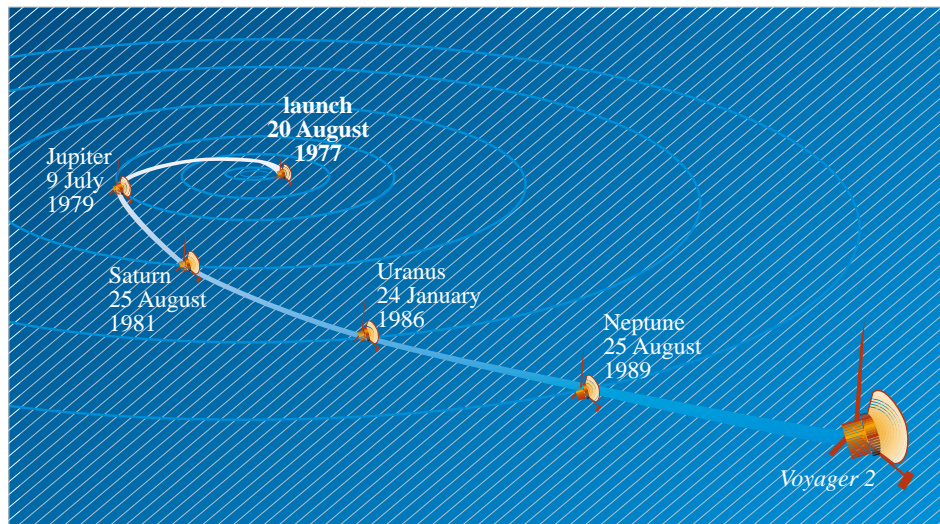 launch
20 August
1977
Jupiter
9 July
1979
Saturn
25 August
1981
Uranus
24 January
1986
Neptune
25 August
1989
Voyager 2